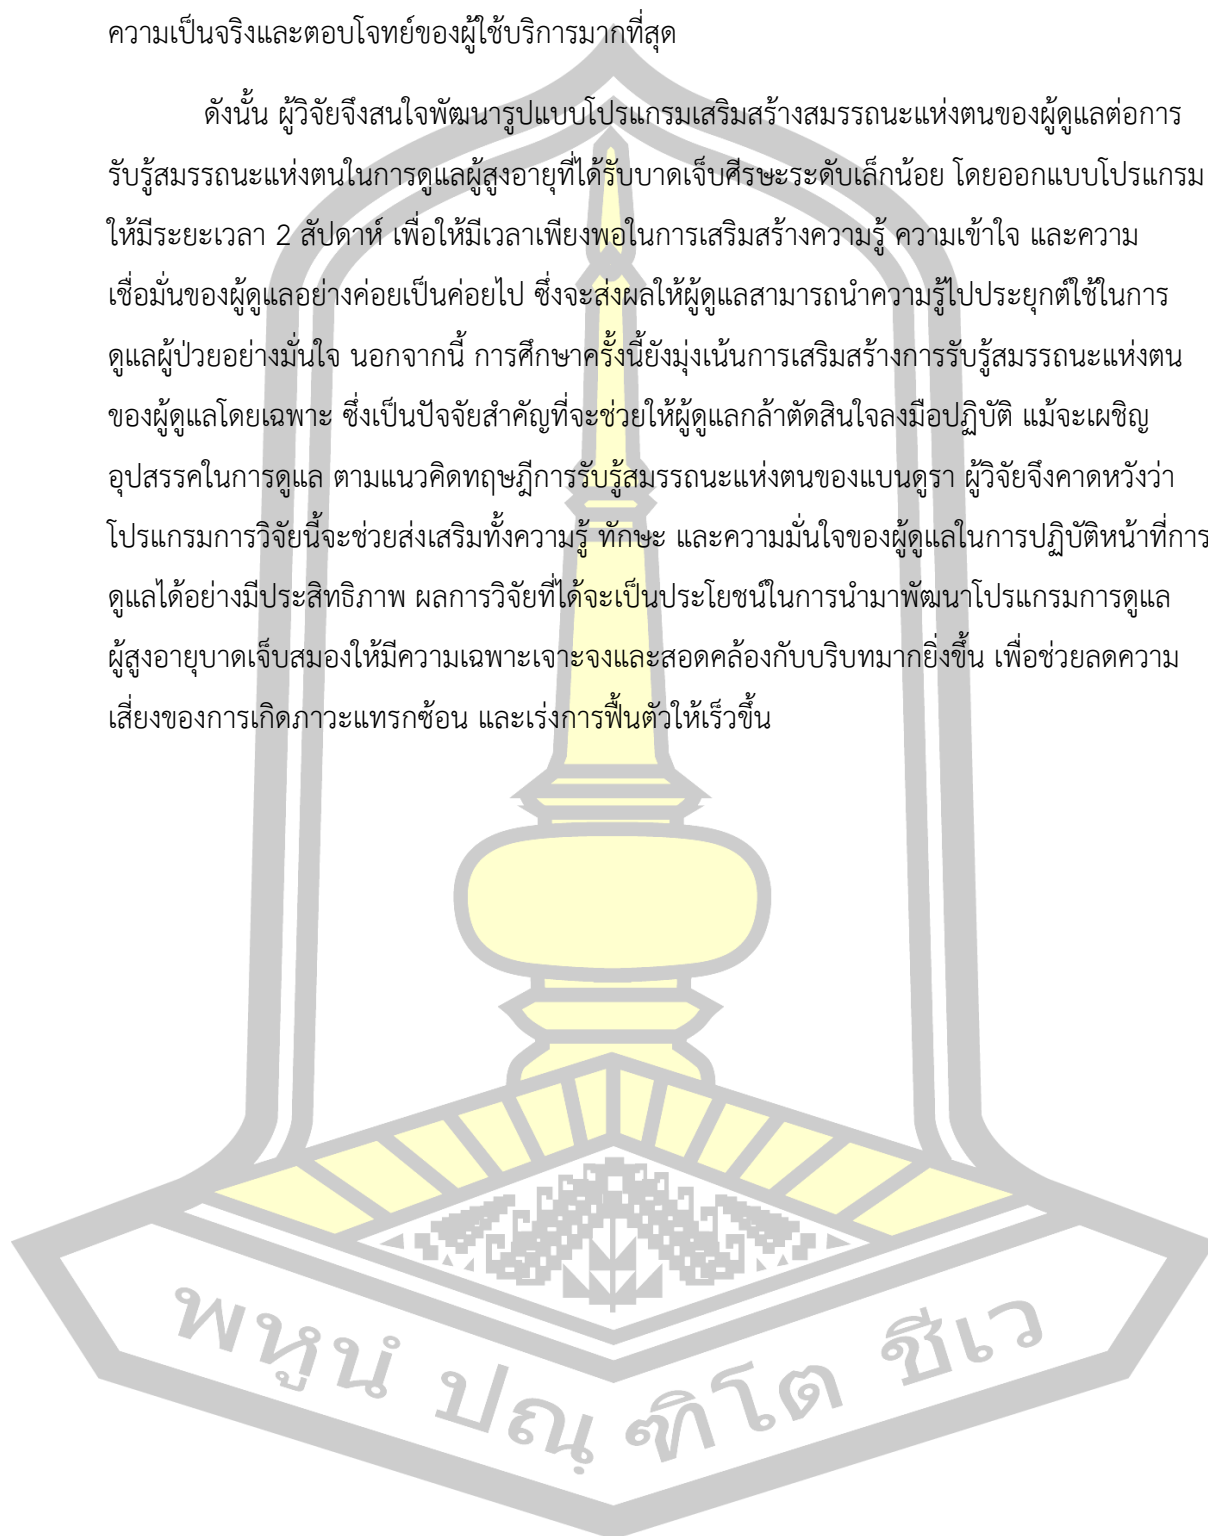 ความเป็นจริงและตอบโจทย์ของผู้ใช้บริการมากที่สุด
ดังนั้น ผู้วิจัยจึงสนใจพัฒนารูปแบบโปรแกรมเสริมสร้างสมรรถนะแห่งตนของผู้ดูแลต่อการ
รับรู้สมรรถนะแห่งตนในการดูแลผู้สูงอายุที่ได้รับบาดเจ็บศีรษะระดับเล็กน้อย โดยออกแบบโปรแกรม
ให้มีระยะเวลา 2 สัปดาห์ เพื่อให้มีเวลาเพียงพอในการเสริมสร้างความรู้ ความเข้าใจ และความ
เชื่อมั่นของผู้ดูแลอย่างค่อยเป็นค่อยไป ซึ่งจะส่งผลให้ผู้ดูแลสามารถนำความรู้ไปประยุกต์ใช้ในการ
ดูแลผู้ป่วยอย่างมั่นใจ นอกจากนี้ การศึกษาครั้งนี้ยังมุ่งเน้นการเสริมสร้างการรับรู้สมรรถนะแห่งตน
ของผู้ดูแลโดยเฉพาะ ซึ่งเป็นปัจจัยสำคัญที่จะช่วยให้ผู้ดูแลกล้าตัดสินใจลงมือปฏิบัติ แม้จะเผชิญ
อุปสรรคในการดูแล ตามแนวคิดทฤษฎีการรับรู้สมรรถนะแห่งตนของแบนดูรา ผู้วิจัยจึงคาดหวังว่า
โปรแกรมการวิจัยนี้จะช่วยส่งเสริมทั้งความรู้ ทักษะ และความมั่นใจของผู้ดูแลในการปฏิบัติหน้าที่การ
ดูแลได้อย่างมีประสิทธิภาพ ผลการวิจัยที่ได้จะเป็นประโยชน์ในการนำมาพัฒนาโปรแกรมการดูแล
ผู้สูงอายุบาดเจ็บสมองให้มีความเฉพาะเจาะจงและสอดคล้องกับบริบทมากยิ่งขึ้น เพื่อช่วยลดความ
เสี่ยงของการเกิดภาวะแทรกซ้อน และเร่งการฟื้นตัวให้เร็วขึ้น
พหูนํ ปณฺฑิโต ชีเว